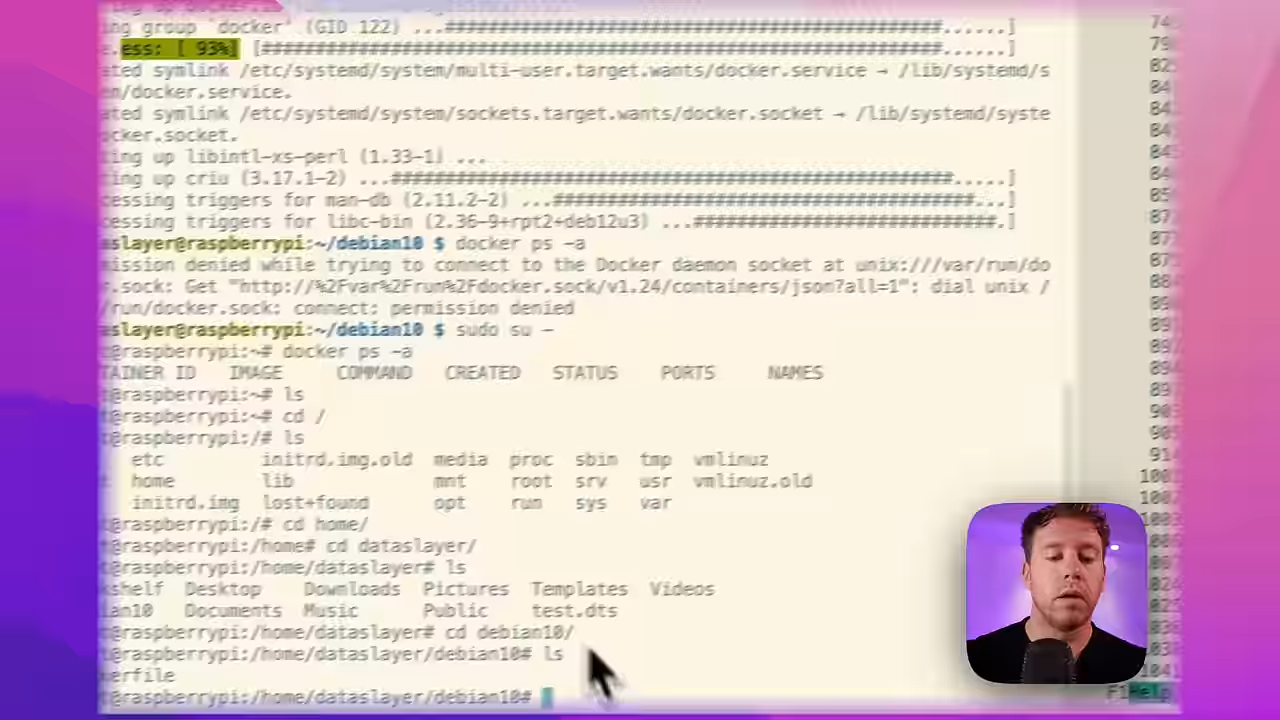 ing group 'docker' (GID 122) ...##############################################......]
ess: [ 93%] [###############################################################......]
ated symlink /etc/systemd/system/multi-user.target.wants/docker.service → /lib/systemd/s
em/docker.service.
ated symlink /etc/systemd/system/sockets.target.wants/docker.socket → /lib/systemd/syste
ocker.socket.
ting up libintl-xs-perl (1.33-1) ...
ting up criu (3.17.1-2) ...####################################################.....]
cessing triggers for man-db (2.11.2-2) ...#######################################...]
cessing triggers for libc-bin (2.36-9+rpt2+deb12u3) ...############################.]
aslayer@raspberrypi:~/debian10 $ docker ps -a
mission denied while trying to connect to the Docker daemon socket at unix:///var/run/do
r.sock: Get "http://%2Fvar%2Frun%2Fdocker.sock/v1.24/containers/json?all=1": dial unix /
/run/docker.sock: connect: permission denied
aslayer@raspberrypi:~/debian10 $ sudo su -
t@raspberrypi:~# docker ps -a
TAINER ID IMAGE COMMAND CREATED STATUS PORTS NAMES
t@raspberrypi:~# ls
t@raspberrypi:~# cd /
t@raspberrypi:/# ls
etc initrd.img.old media proc sbin tmp vmlinuz
t home lib mnt root srv usr vmlinuz.old
initrd.img lost+found opt run sys var
t@raspberrypi:/# cd home/
t@raspberrypi:/home# cd dataslayer/
t@raspberrypi:/home/dataslayer# ls
kshelf Desktop Downloads Pictures Templates Videos
ian10 Documents Music Public test.dts
t@raspberrypi:/home/dataslayer# cd debian10/
t@raspberrypi:/home/dataslayer/debian10# ls
erfile
t@raspberrypi:/home/dataslayer/debian10#
F1Help